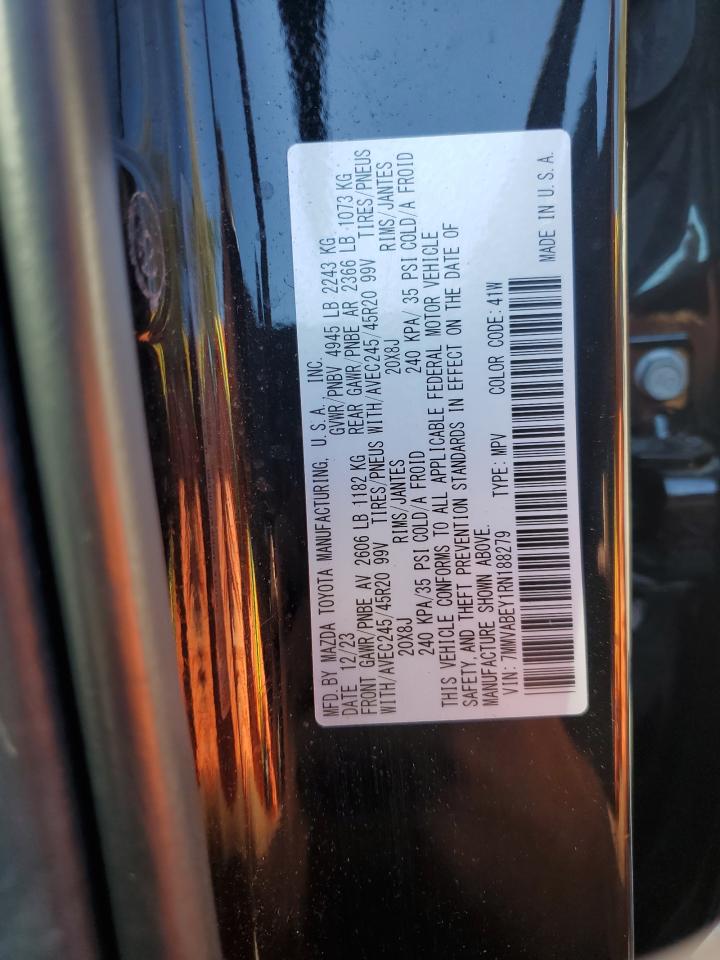 MFD. BY MAZDA TOYOTA MANUFACTURING, U.S.A. INC.
DATE 12/23 GVWR/PNBV 4945 LB 2243 KG
FRONT GAWR/PNBE AV 2606 LB 1182 KG REAR GAWR/PNBE AR 2366 LB 1073 KG
WITH/AVEC245/45R20 99V TIRES/PNEUS WITH/AVEC245/45R20 99V TIRES/PNEUS
20X8J RIMS/JANTES 20X8J RIMS/JANTES
240 KPA/35 PSI COLD/A FROID 240 KPA/35 PSI COLD/A FROID
THIS VEHICLE CONFORMS TO ALL APPLICABLE FEDERAL MOTOR VEHICLE
SAFETY AND THEFT PREVENTION STANDARDS IN EFFECT ON THE DATE OF
MANUFACTURE SHOWN ABOVE.
VIN: 7MMVABEY1RN188279 TYPE: MPV COLOR CODE: 41W
MADE IN U.S.A.